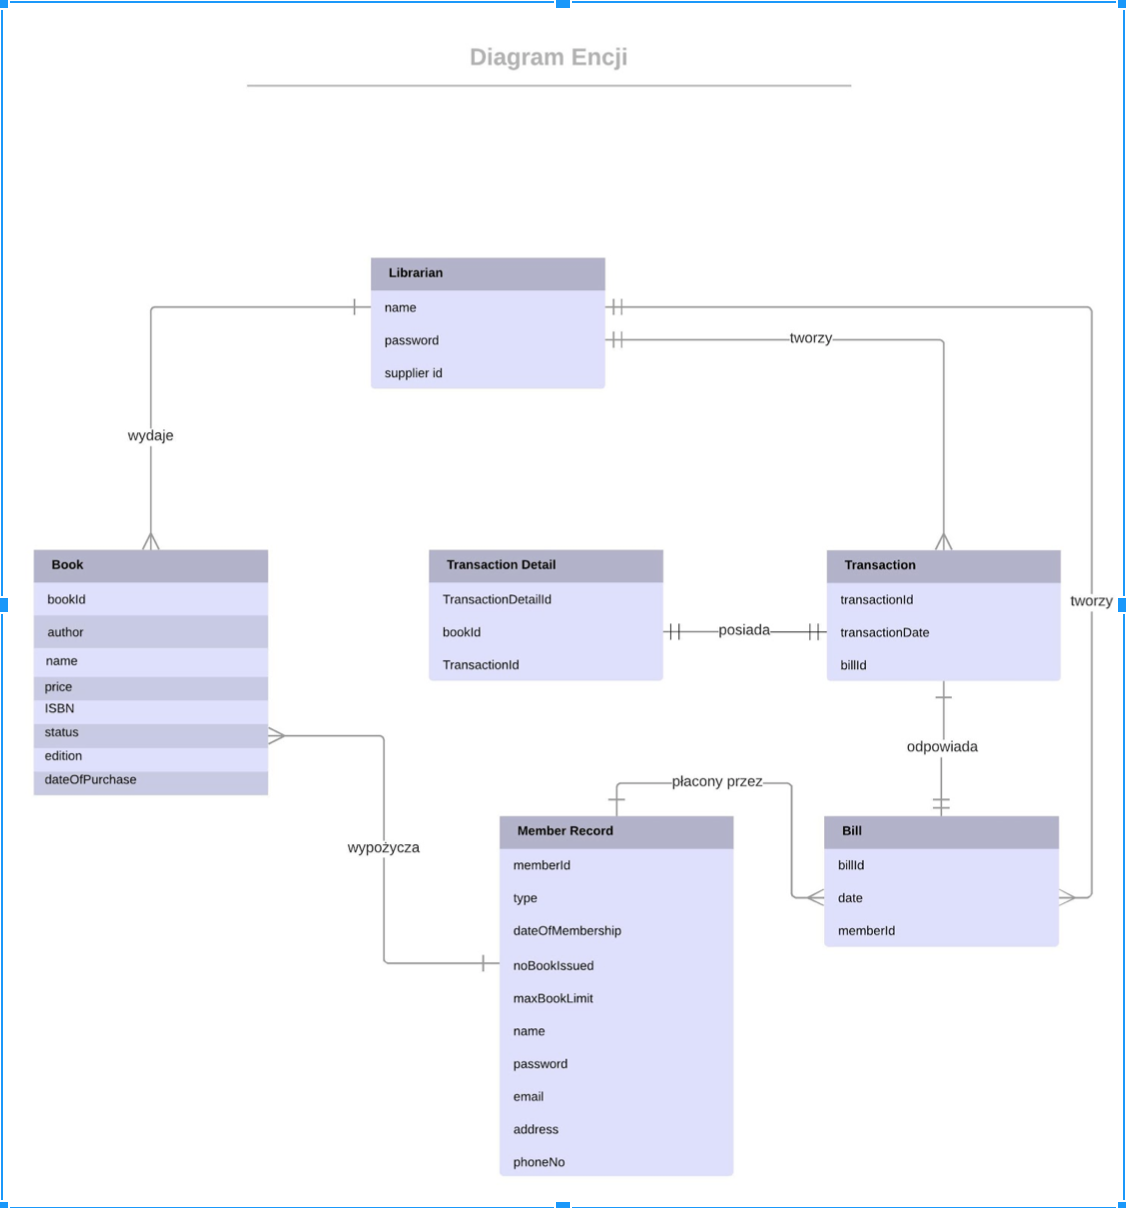 Diagram Encji
Librarian
name
password
supplier id
tworzy
wydaje
Book
bookId
author
name
price
ISBN
status
edition
dateOfPurchase
Transaction Detail
TransactionDetailId
bookId
TransactionId
posiada
Transaction
transactionId
transactionDate
billId
tworzy
odpowiada
płacony przez
wypożycza
Member Record
memberId
type
dateOfMembership
noBookIssued
maxBookLimit
name
password
email
address
phoneNo
Bill
billId
date
memberId